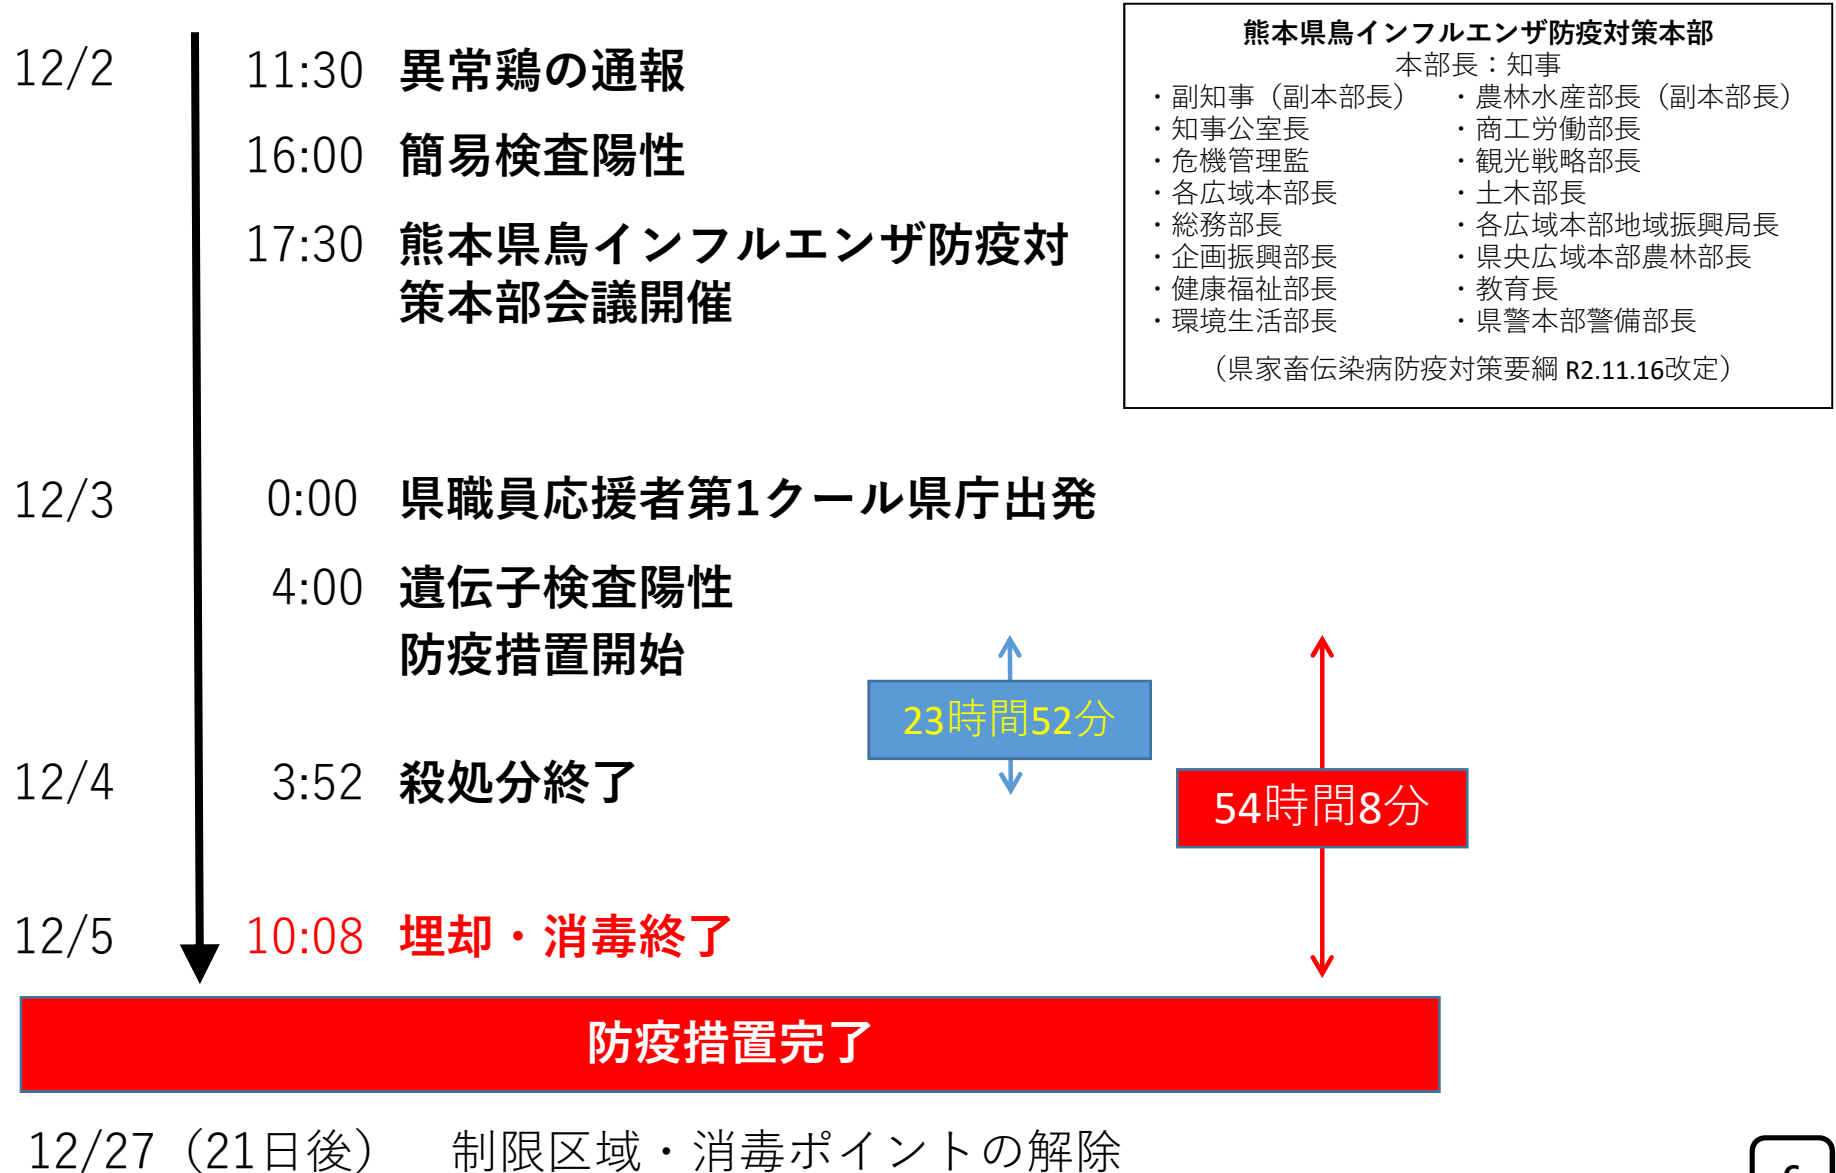 熊本県鳥インフルエンザ防疫対策本部
本部長：知事
・副知事（副本部長） ・農林水産部長（副本部長）
・知事公室長 ・商工労働部長
・危機管理監 ・観光戦略部長
・各広域本部長 ・土木部長
・総務部長 ・各広域本部地域振興局長
・企画振興部長 ・県央広域本部農林部長
・健康福祉部長 ・教育長
・環境生活部長 ・県警本部警備部長
（県家畜伝染病防疫対策要綱 R2.11.16改定）
12/2 11:30 異常鶏の通報
16:00 簡易検査陽性
17:30 熊本県鳥インフルエンザ防疫対
策本部会議開催
12/3 0:00 県職員応援者第1クール県庁出発
4:00 遺伝子検査陽性
防疫措置開始
23時間52分
12/4 3:52 殺処分終了
54時間8分
12/5 10:08 埋却・消毒終了
防疫措置完了
12/27（21日後） 制限区域・消毒ポイントの解除